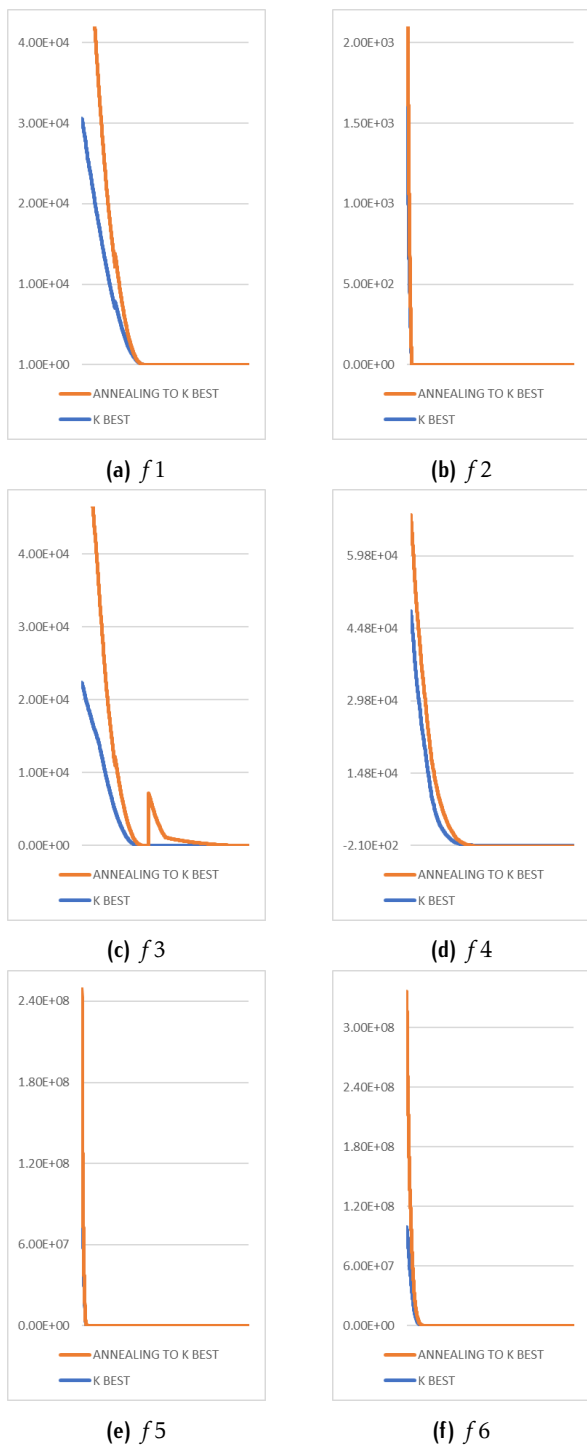 4.00E+04
3.00E+04
2.00E+04
1.00E+04
1.00E+00
ANNEALING TO K BEST
K BEST
(a) f1
2.00E+03
1.50E+03
1.00E+03
5.00E+02
0.00E+00
ANNEALING TO K BEST
K BEST
(b) f2
4.00E+04
3.00E+04
2.00E+04
1.00E+04
0.00E+00
ANNEALING TO K BEST
K BEST
(c) f3
5.98E+04
4.48E+04
2.98E+04
1.48E+04
-2.10E+02
ANNEALING TO K BEST
K BEST
(d) f4
2.40E+08
1.80E+08
1.20E+08
6.00E+07
0.00E+00
ANNEALING TO K BEST
K BEST
(e) f5
3.00E+08
2.40E+08
1.80E+08
1.20E+08
6.00E+07
0.00E+00
ANNEALING TO K BEST
K BEST
(f) f6